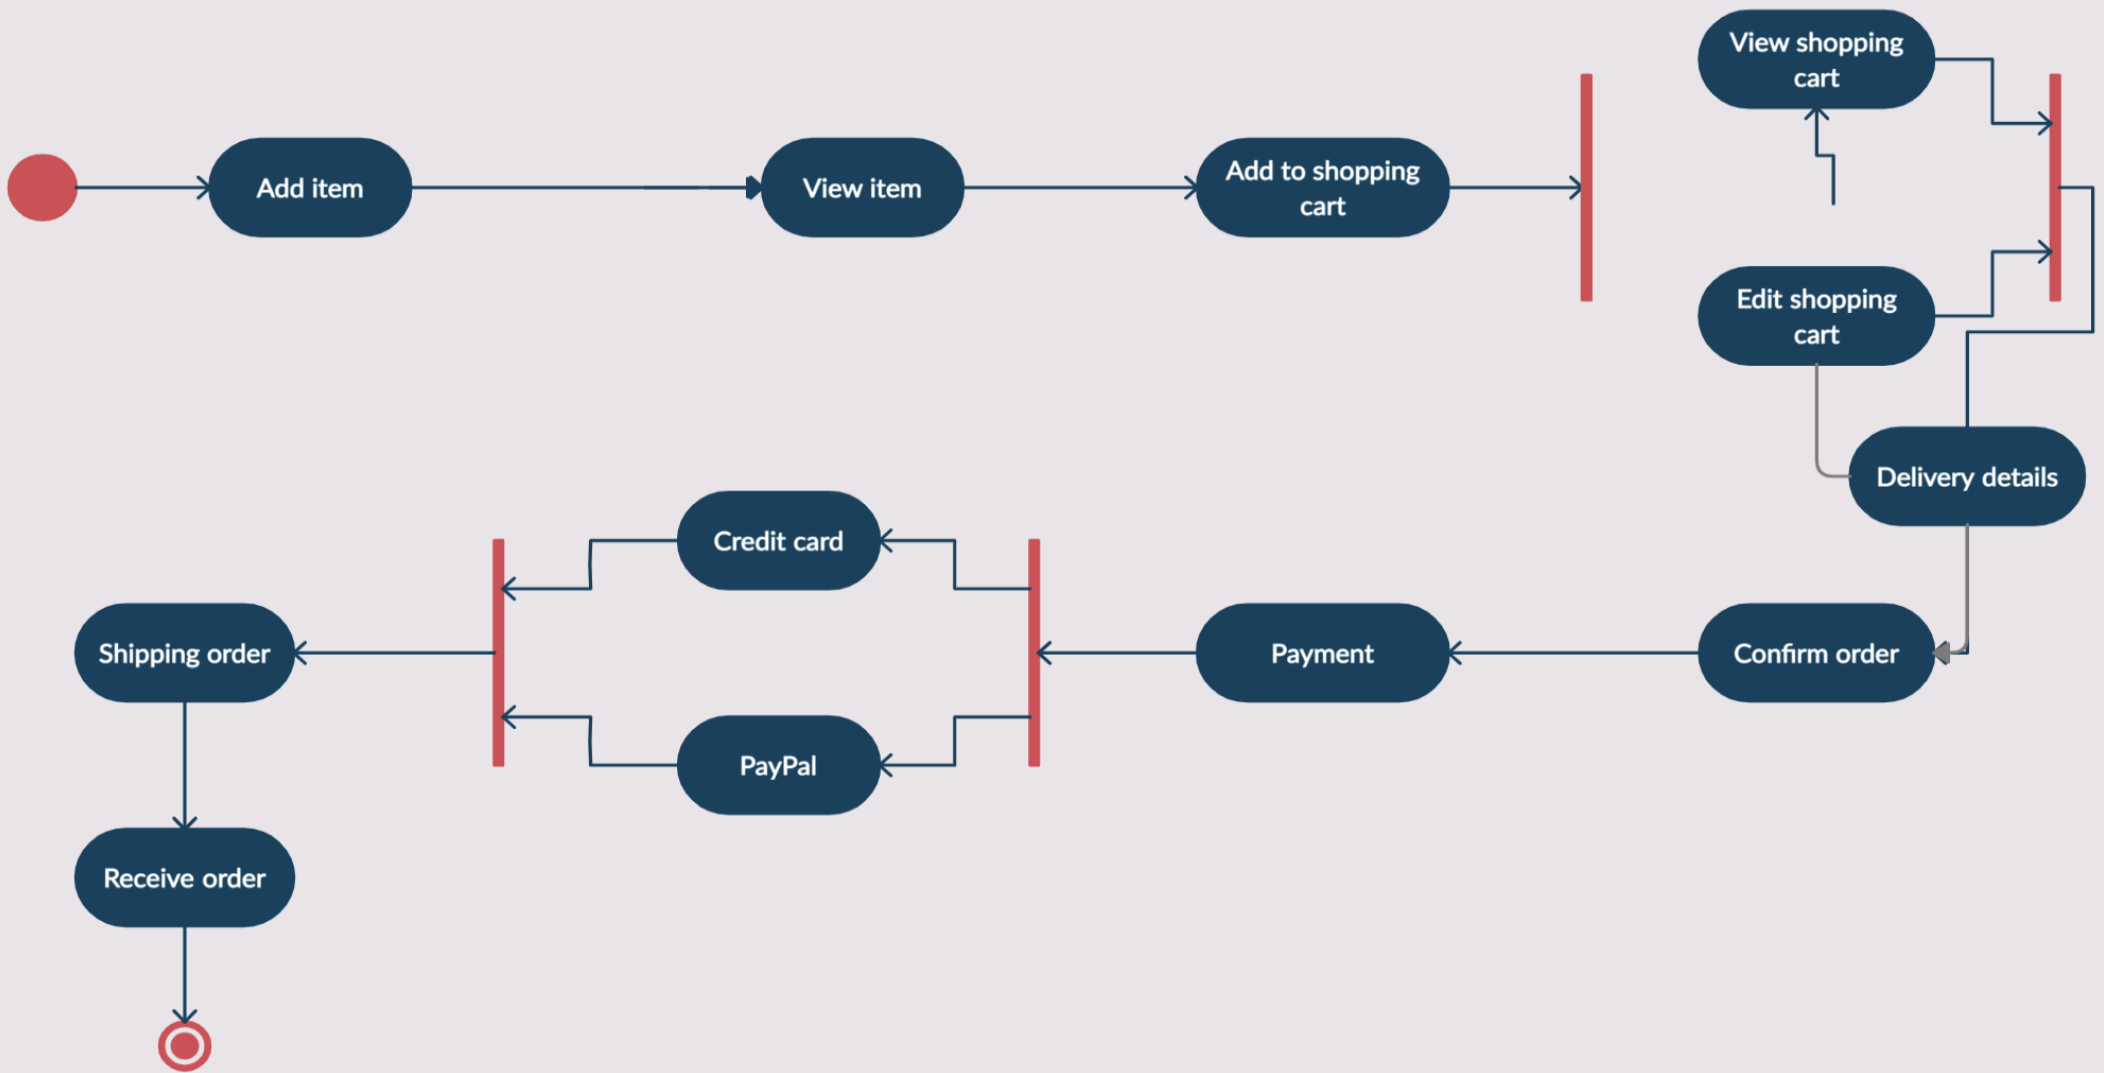 View shopping
cart
Add item
View item
Add to shopping
cart
Edit shopping
cart
Delivery details
Credit card
Shipping order
Payment
Confirm order
PayPal
Receive order